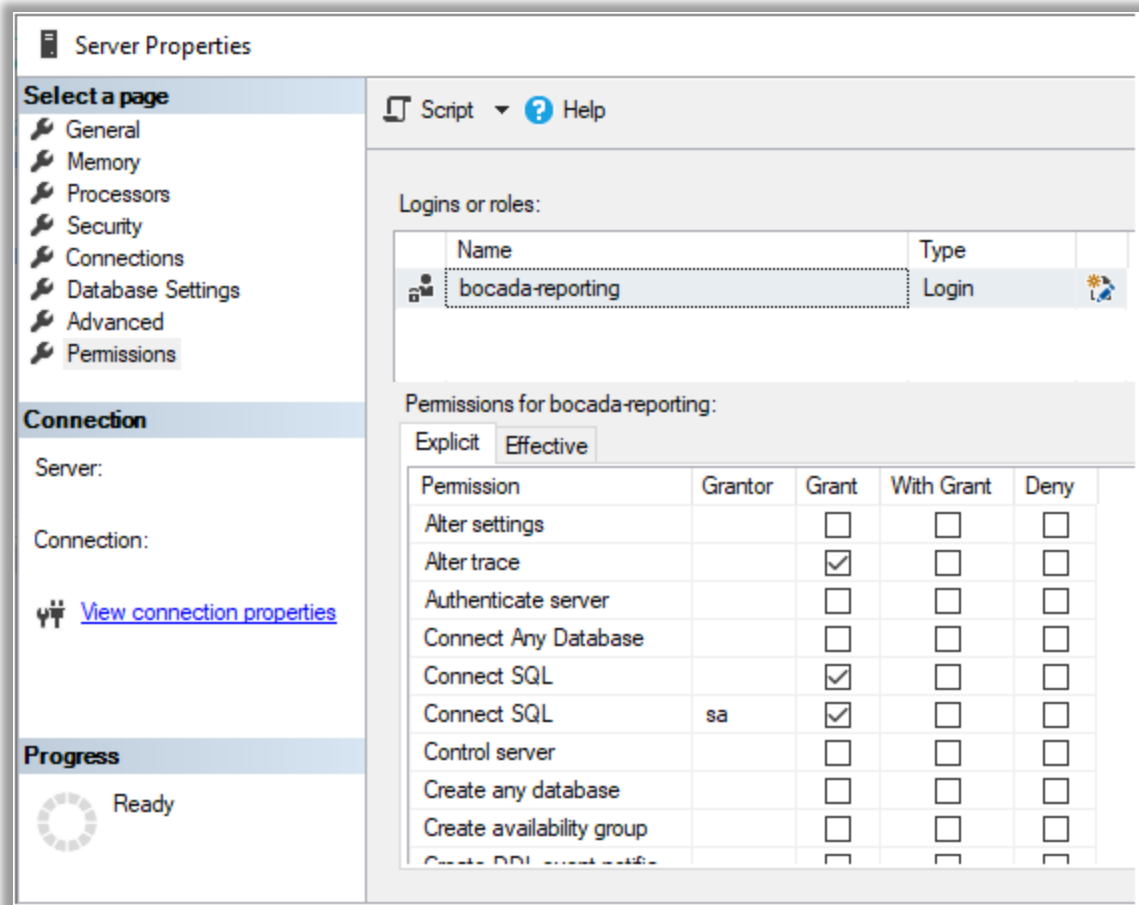 Server Properties
Select a page
General
Memory
Processors
Security
Connections
Database Settings
Advanced
Permissions
Connection
Server:
Connection:
View connection properties
Progress
Ready
Script Help
Logins or roles:
Name Type
bocada-reporting Login
Permissions for bocada-reporting:
Explicit Effective
Permission Grantor Grant With Grant Deny
Alter settings
Alter trace
Authenticate server
Connect Any Database
Connect SQL
Connect SQL sa
Control server
Create any database
Create availability group